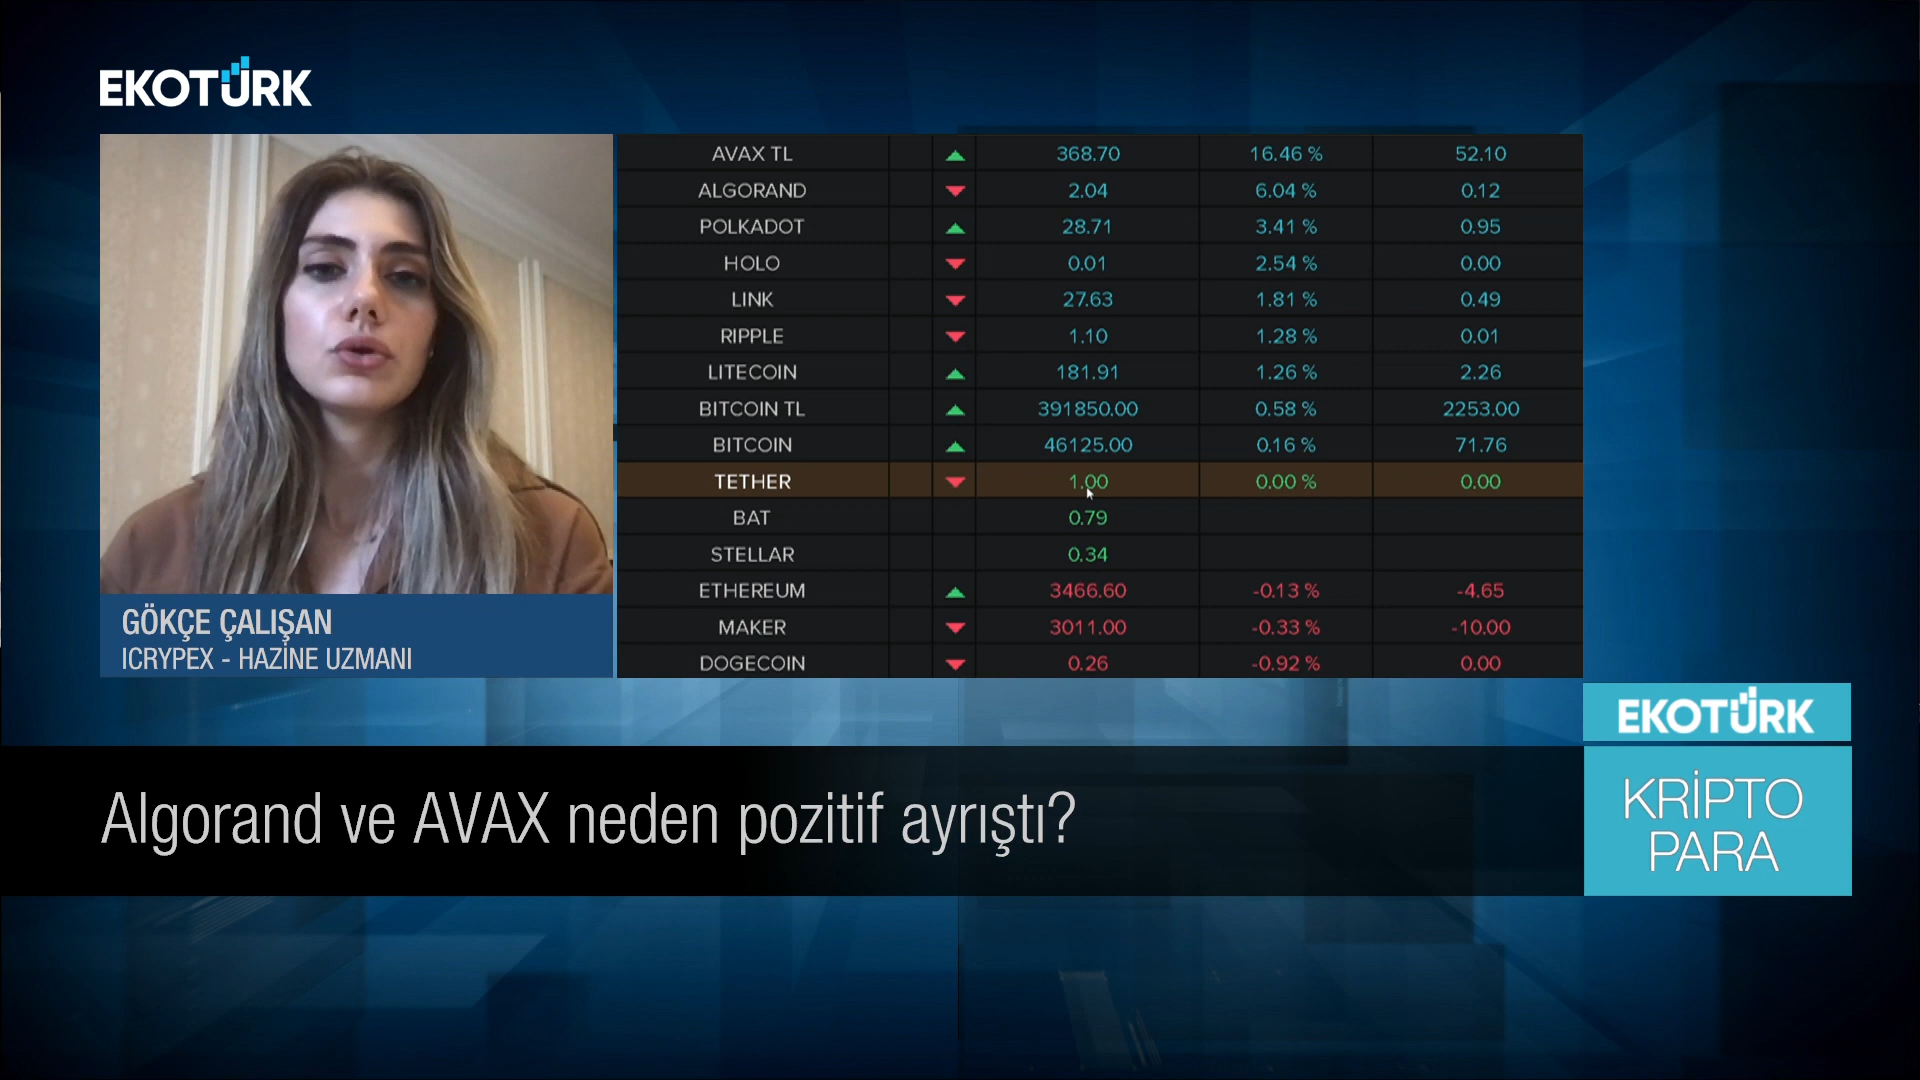 EKOTÜRK
AVAX TL 368.70 16.46 % 52.10
ALGORAND 2.04 6.04 % 0.12
POLKADOT 28.71 3.41 % 0.95
HOLO 0.01 2.54 % 0.00
LINK 27.63 1.81 % 0.49
RIPPLE 1.10 1.28 % 0.01
LITECOIN 181.91 1.26 % 2.26
BITCOIN TL 391850.00 0.58 % 2253.00
BITCOIN 46125.00 0.16 % 71.76
TETHER 1.00 0.00 % 0.00
BAT 0.79
STELLAR 0.34
ETHEREUM 3466.60 -0.13 % -4.65
MAKER 3011.00 -0.33 % -10.00
DOGECOIN 0.26 -0.92 % 0.00
GÖKÇE ÇALIŞAN
ICRYPEX - HAZİNE UZMANI
EKOTÜRK
Algorand ve AVAX neden pozitif ayrıştı?
KRİPTO
PARA